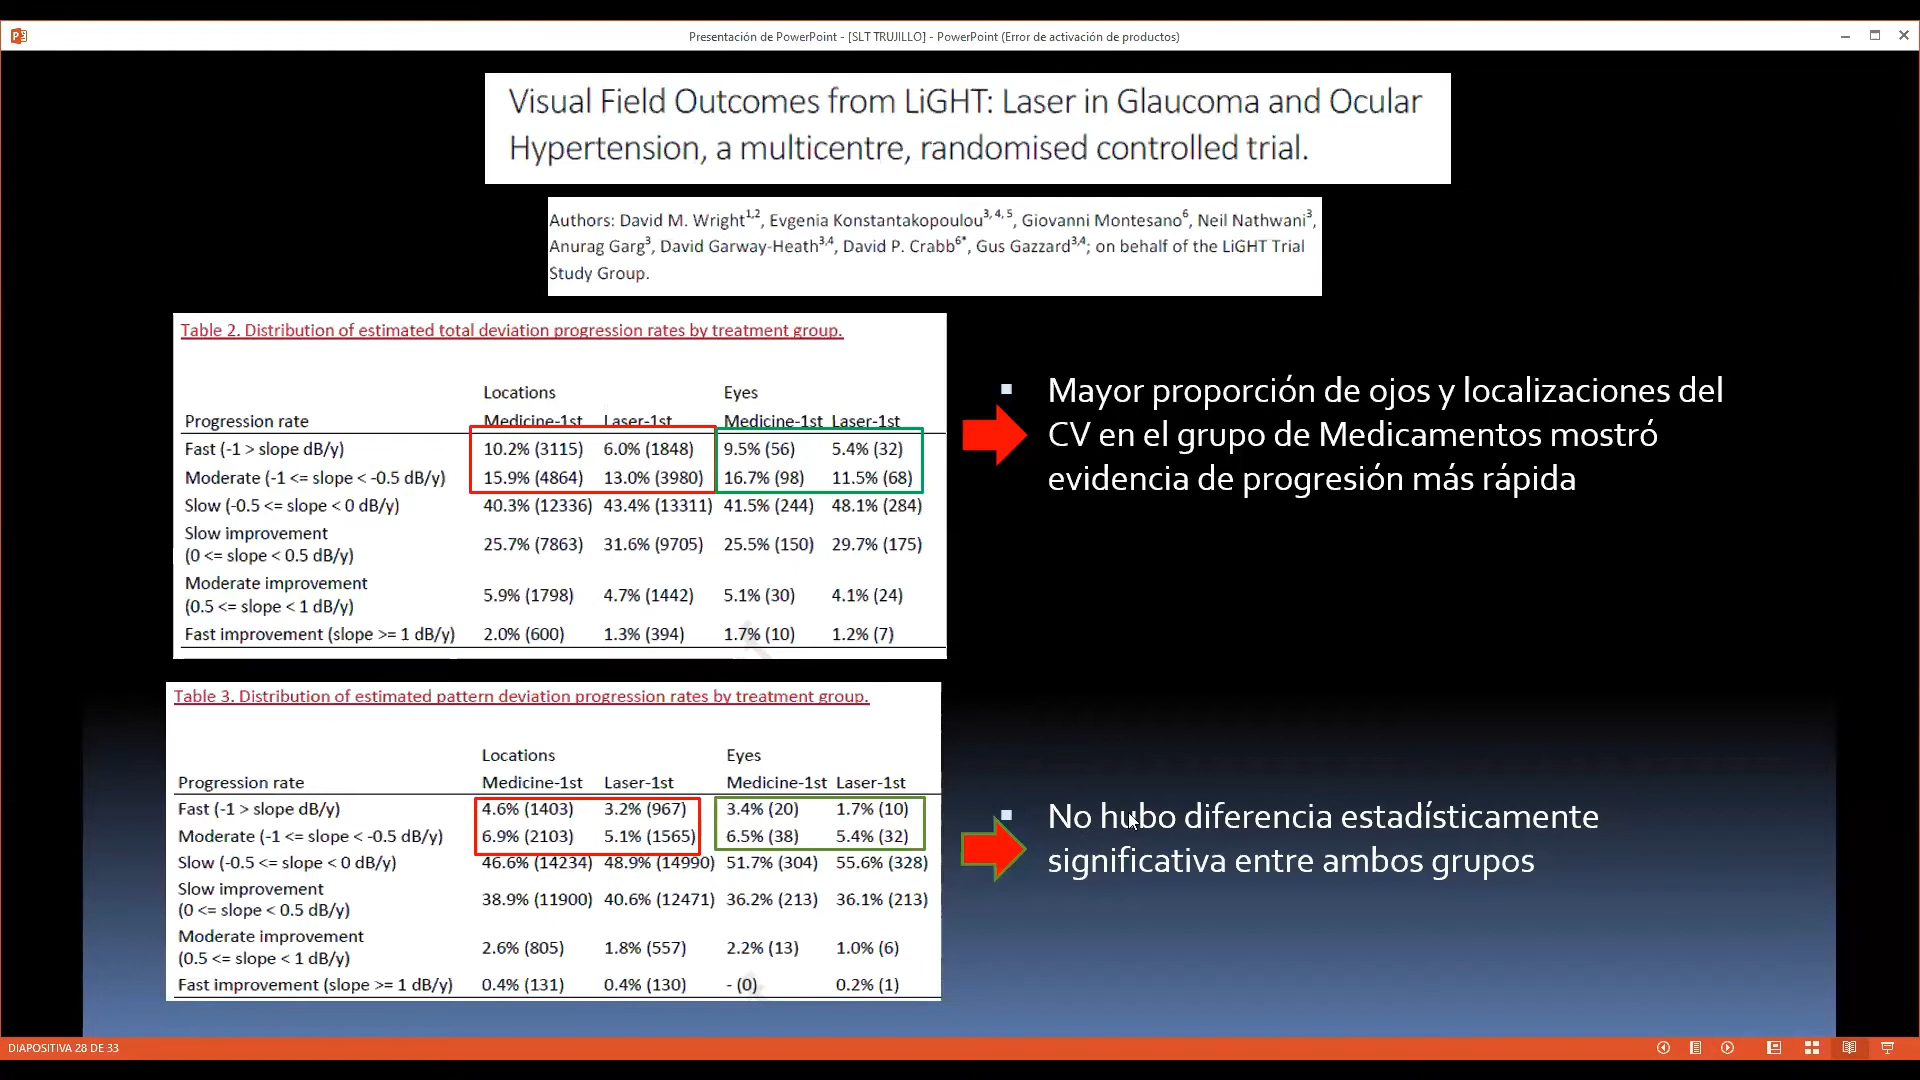 Presentación de PowerPoint - [SLT TRUJILLO] - PowerPoint (Error de activación de productos)
Visual Field Outcomes from LiGHT: Laser in Glaucoma and Ocular
Hypertension, a multicentre, randomised controlled trial.
Authors: David M. Wright1,2, Evgenia Konstantakopoulou3, 4, 5, Giovanni Montesano6, Neil Nathwani3,
Anurag Garg3, David Garway-Heath3,4, David P. Crabb6*, Gus Gazzard3,4; on behalf of the LiGHT Trial
Study Group.
Table 2. Distribution of estimated total deviation progression rates by treatment group.
Locations Eyes
Progression rate Medicine-1st Laser-1st Medicine-1st Laser-1st
Fast (-1 > slope dB/y) 10.2% (3115) 6.0% (1848) 9.5% (56) 5.4% (32)
Moderate (-1 <= slope < -0.5 dB/y) 15.9% (4864) 13.0% (3980) 16.7% (98) 11.5% (68)
Slow (-0.5 <= slope < 0 dB/y) 40.3% (12336) 43.4% (13311) 41.5% (244) 48.1% (284)
Slow improvement
(0 <= slope < 0.5 dB/y) 25.7% (7863) 31.6% (9705) 25.5% (150) 29.7% (175)
Moderate improvement
(0.5 <= slope < 1 dB/y) 5.9% (1798) 4.7% (1442) 5.1% (30) 4.1% (24)
Fast improvement (slope >= 1 dB/y) 2.0% (600) 1.3% (394) 1.7% (10) 1.2% (7)
Mayor proporción de ojos y localizaciones del
CV en el grupo de Medicamentos mostró
evidencia de progresión más rápida
Table 3. Distribution of estimated pattern deviation progression rates by treatment group.
Locations Eyes
Progression rate Medicine-1st Laser-1st Medicine-1st Laser-1st
Fast (-1 > slope dB/y) 4.6% (1403) 3.2% (967) 3.4% (20) 1.7% (10)
Moderate (-1 <= slope < -0.5 dB/y) 6.9% (2103) 5.1% (1565) 6.5% (38) 5.4% (32)
Slow (-0.5 <= slope < 0 dB/y) 46.6% (14234) 48.9% (14990) 51.7% (304) 55.6% (328)
Slow improvement
(0 <= slope < 0.5 dB/y) 38.9% (11900) 40.6% (12471) 36.2% (213) 36.1% (213)
Moderate improvement
(0.5 <= slope < 1 dB/y) 2.6% (805) 1.8% (557) 2.2% (13) 1.0% (6)
Fast improvement (slope >= 1 dB/y) 0.4% (131) 0.4% (130) - (0) 0.2% (1)
No hubo diferencia estadísticamente
significativa entre ambos grupos
DIAPOSITIVA 28 DE 33